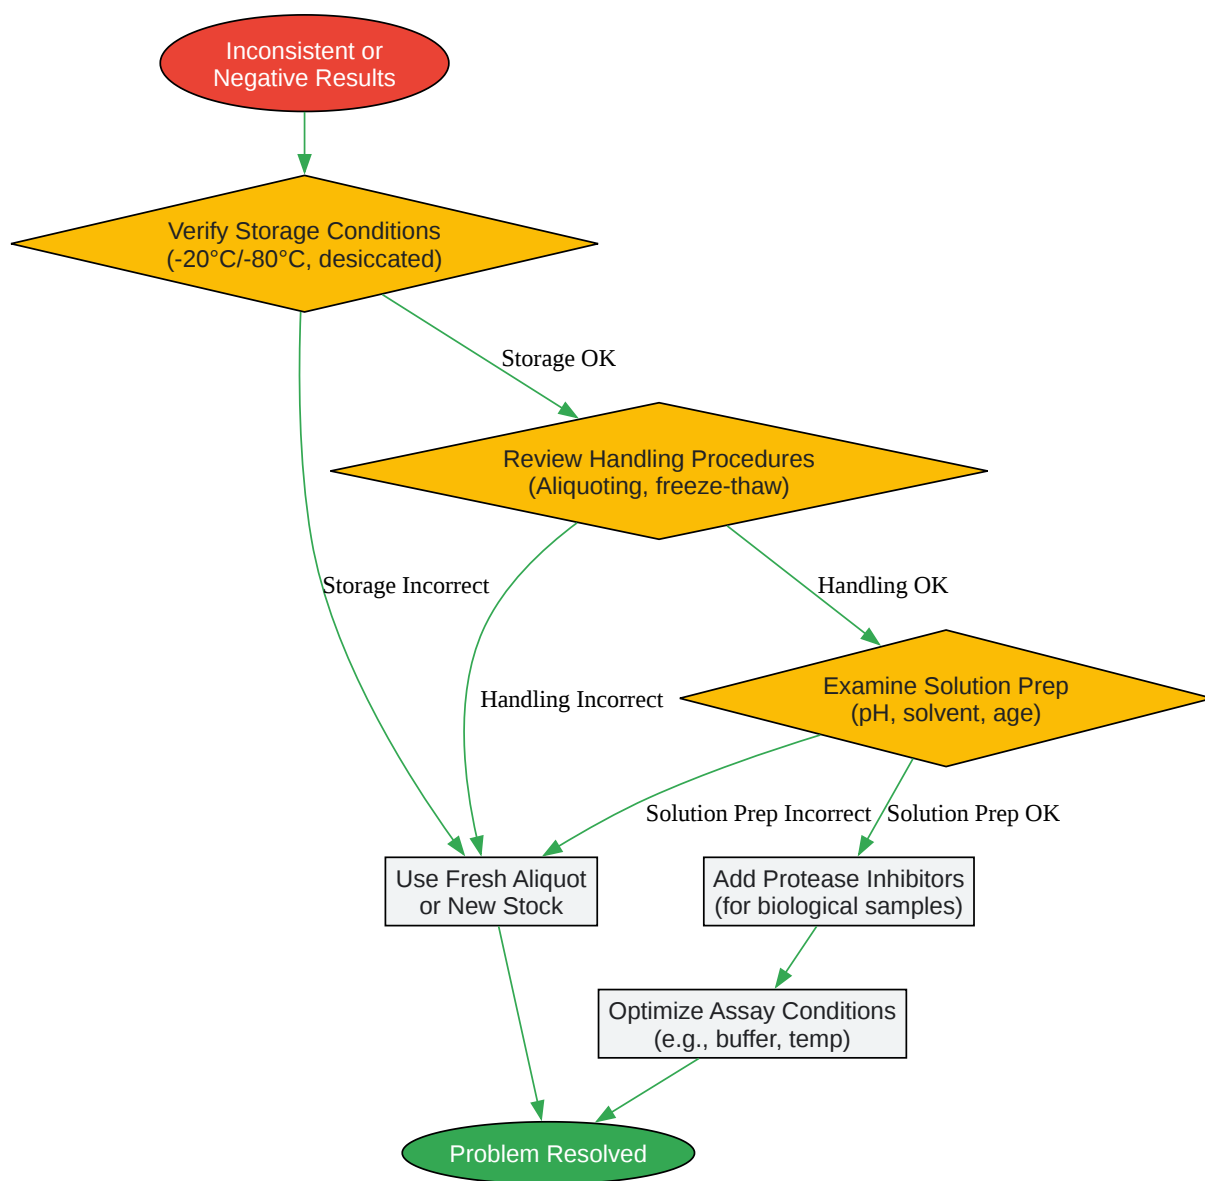 Inconsistent or
Negative Results
Verify Storage Conditions
(-20°C/-80°C, desiccated)
Storage OK
Review Handling Procedures
(Aliquoting, freeze-thaw)
Storage Incorrect
Handling OK
Handling Incorrect
Examine Solution Prep
(pH, solvent, age)
Solution Prep Incorrect
Solution Prep OK
Use Fresh Aliquot
or New Stock
Add Protease Inhibitors
(for biological samples)
Optimize Assay Conditions
(e.g., buffer, temp)
Problem Resolved